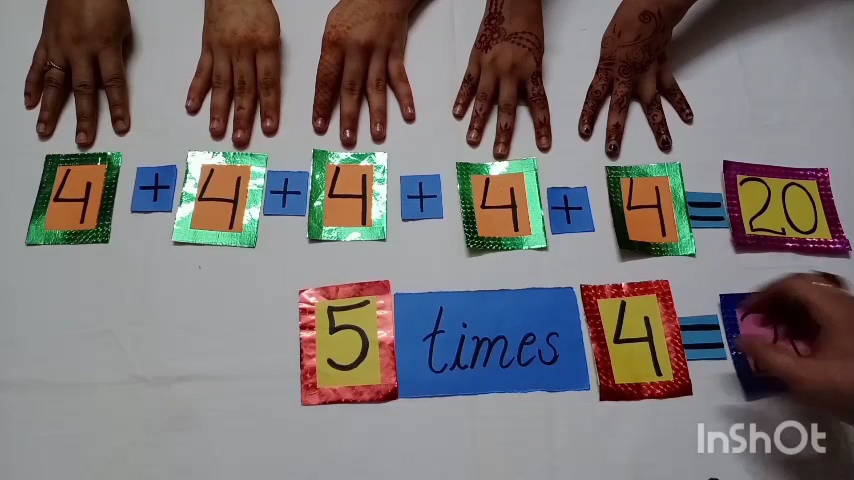 4 + 4 + 4 + 4 + 4 = 20
5 times 4 =
InShOt